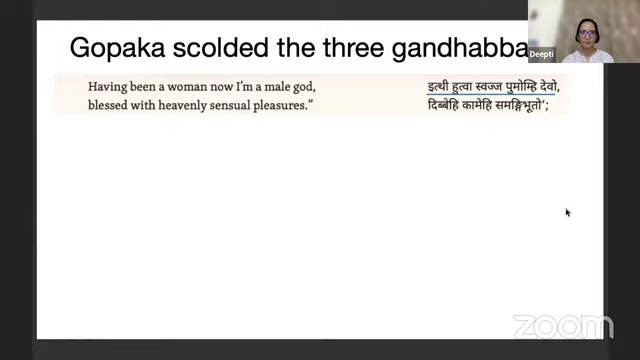 Gopaka scolded the three gandhabba
Deepti
Having been a woman now I'm a male god,
blessed with heavenly sensual pleasures.”
इत्थी हुत्वा स्वज्ज पुमोम्हि देवो,
दिब्बेहि कामेहि समङ्गिभूतो’;
zoom